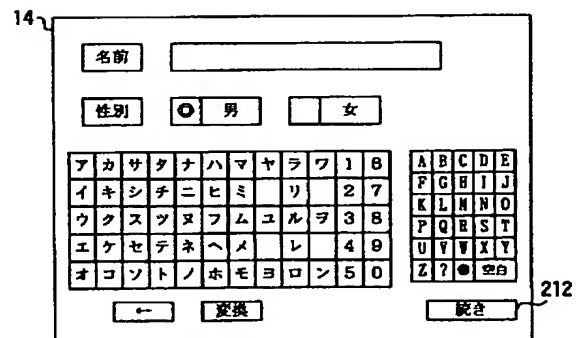 14
名前
性別 ◎ 男 女
ア カ サ タ ナ ハ マ ヤ ラ ワ 1 6 A B C D E
イ キ シ チ ニ ヒ ミ リ 2 7 F G H I J
ウ ク ス ツ ヌ フ ム ユ ル ヲ 3 8 K L M N O
エ ケ セ テ ネ ヘ メ レ 4 9 P Q R S T
オ コ ソ ト ノ ホ モ ヨ ロ ン 5 0 U V W X Y
Z ? ● 空白
← 変換 続き
212